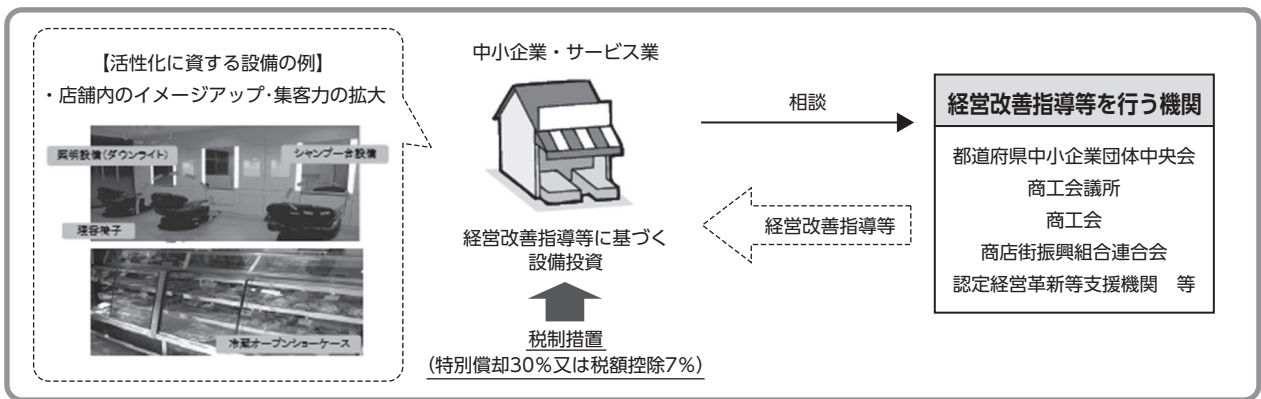 【活性化に資する設備の例】
・店舗内のイメージアップ・集客力の拡大
照明設備(ダウンライト)
シャンプー台設備
理容椅子
冷蔵オープンショーケース
中小企業・サービス業
経営改善指導等に基づく
設備投資
税制措置
(特別償却30%又は税額控除7%)
相談
経営改善指導等
経営改善指導等を行う機関
都道府県中小企業団体中央会
商工会議所
商工会
商店街振興組合連合会
認定経営革新等支援機関　等